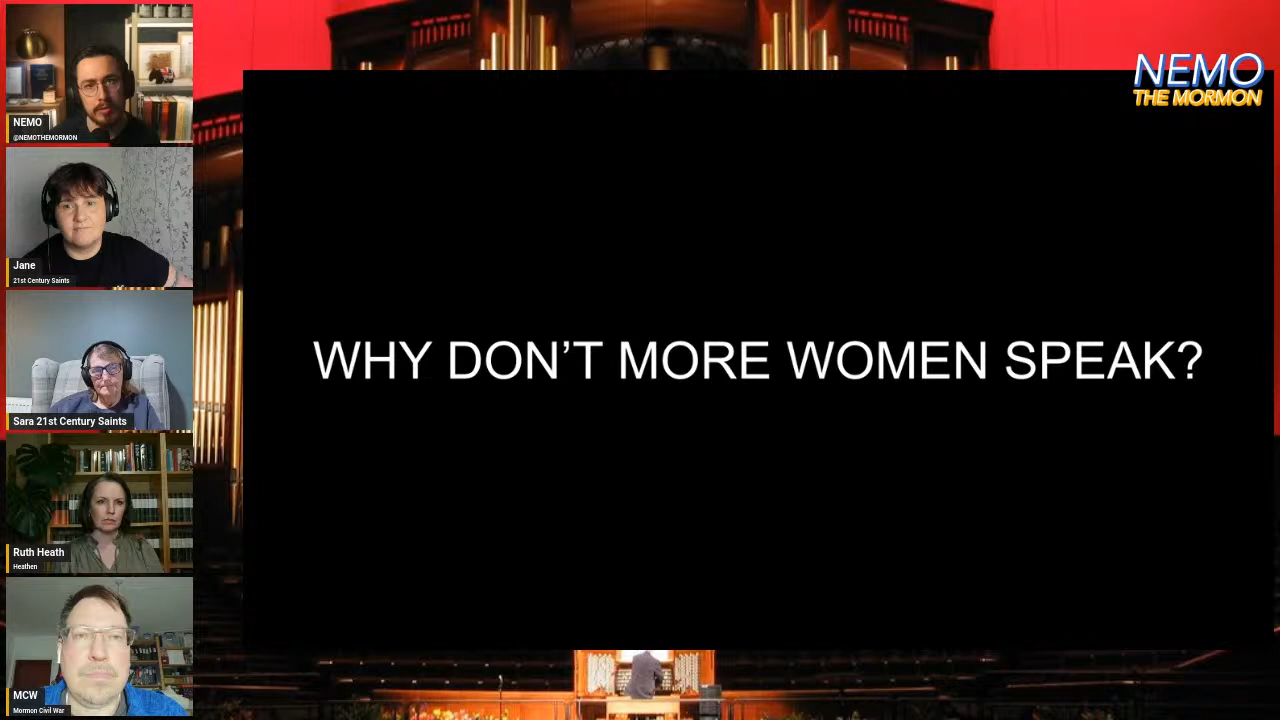 NEMO
@NEMOTHEMORMON
Jane
21st Century Saints
Sara 21st Century Saints
Ruth Heath
Heathen
MCW
Mormon Civil War
WHY DON’T MORE WOMEN SPEAK?
NEMO
THE MORMON